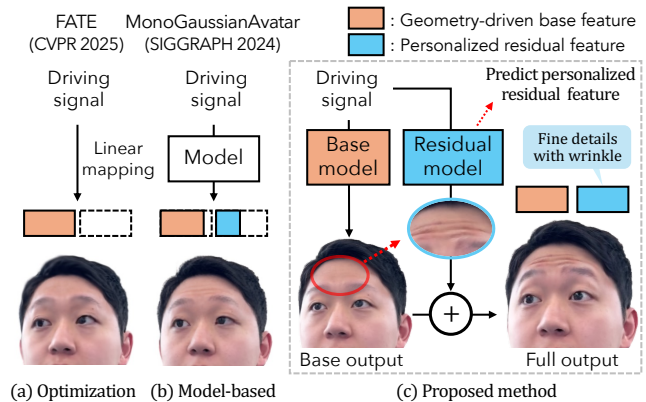 FATE
(CVPR 2025)
MonoGaussianAvatar
(SIGGRAPH 2024)
: Geometry-driven base feature
: Personalized residual feature
Driving
signal
Linear
mapping
Driving
signal
Model
Driving signal
Predict personalized
residual feature
Base
model
Residual
model
Fine details
with wrinkle
+
Base output
Full output
(a) Optimization
(b) Model-based
(c) Proposed method